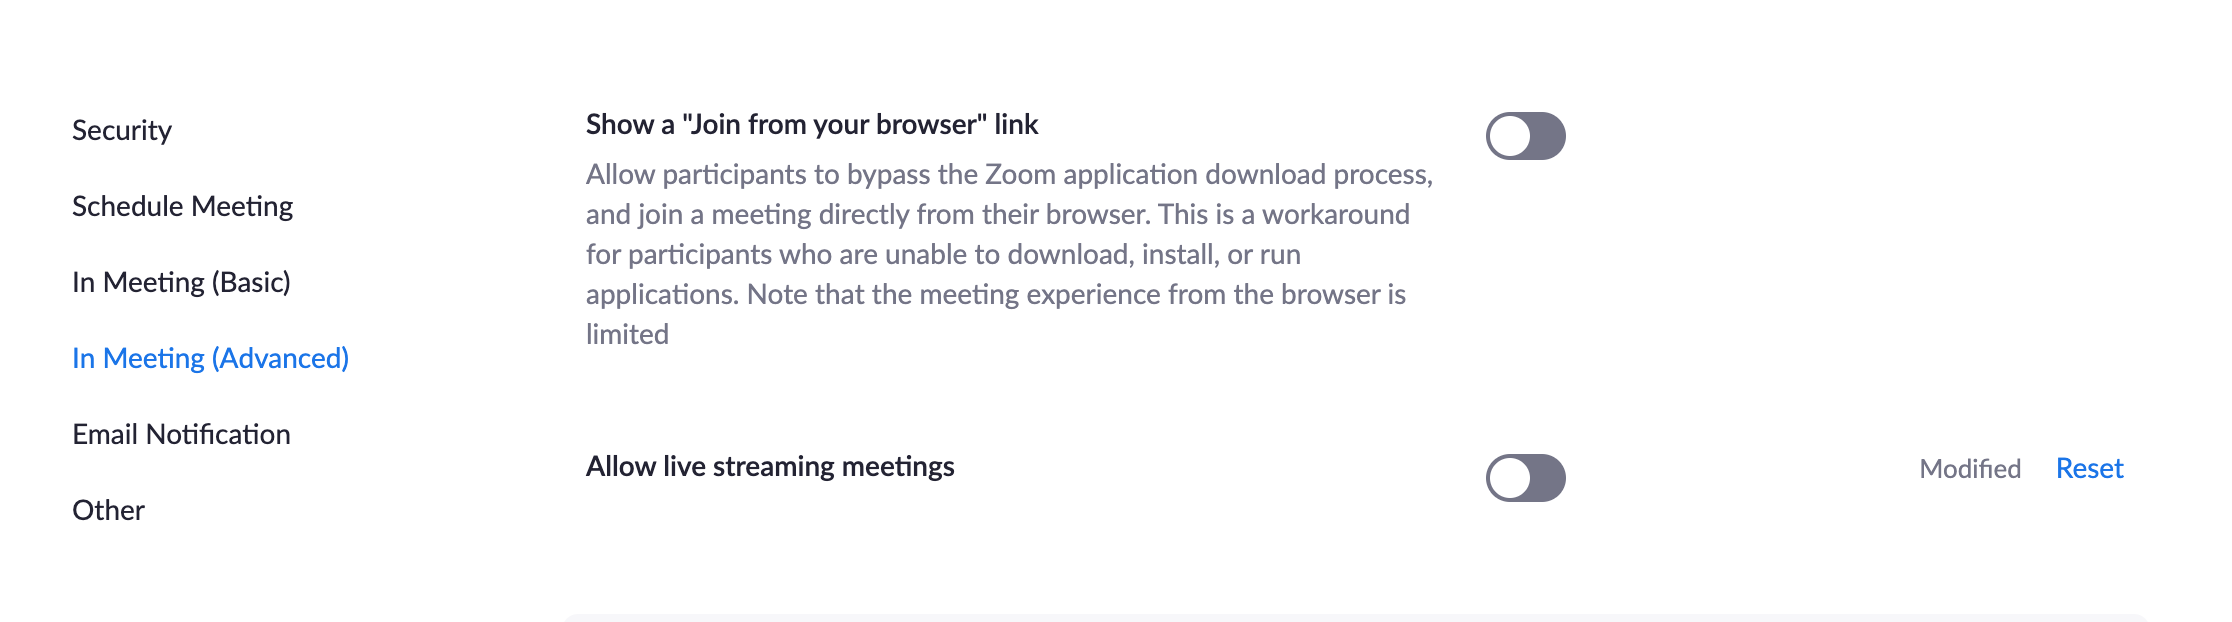 Security
Schedule Meeting
In Meeting (Basic)
In Meeting (Advanced)
Email Notification
Other
Show a "Join from your browser" link
Allow participants to bypass the Zoom application download process,
and join a meeting directly from their browser. This is a workaround
for participants who are unable to download, install, or run
applications. Note that the meeting experience from the browser is
limited
Allow live streaming meetings
Modified Reset